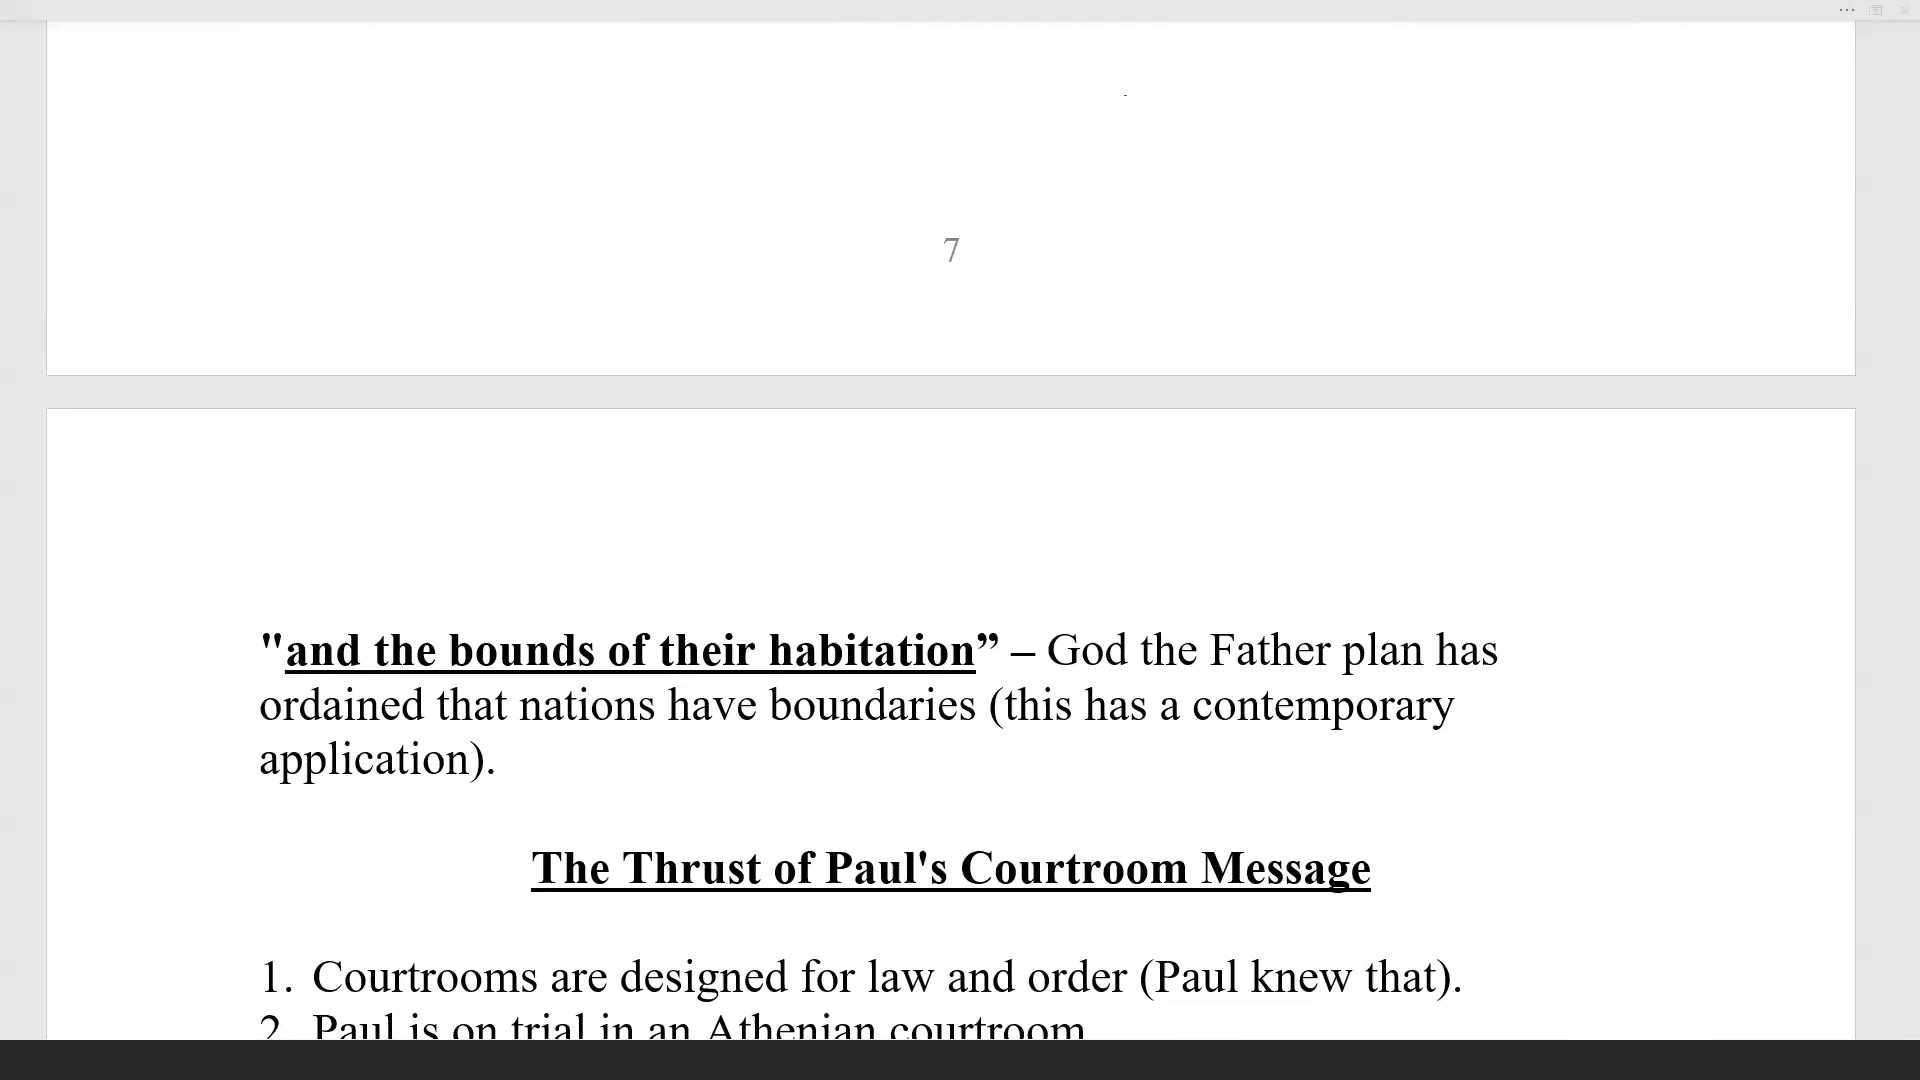 7
"and the bounds of their habitation” – God the Father plan has
ordained that nations have boundaries (this has a contemporary
application).
The Thrust of Paul's Courtroom Message
1. Courtrooms are designed for law and order (Paul knew that).
2. Paul is on trial in an Athenian courtroom